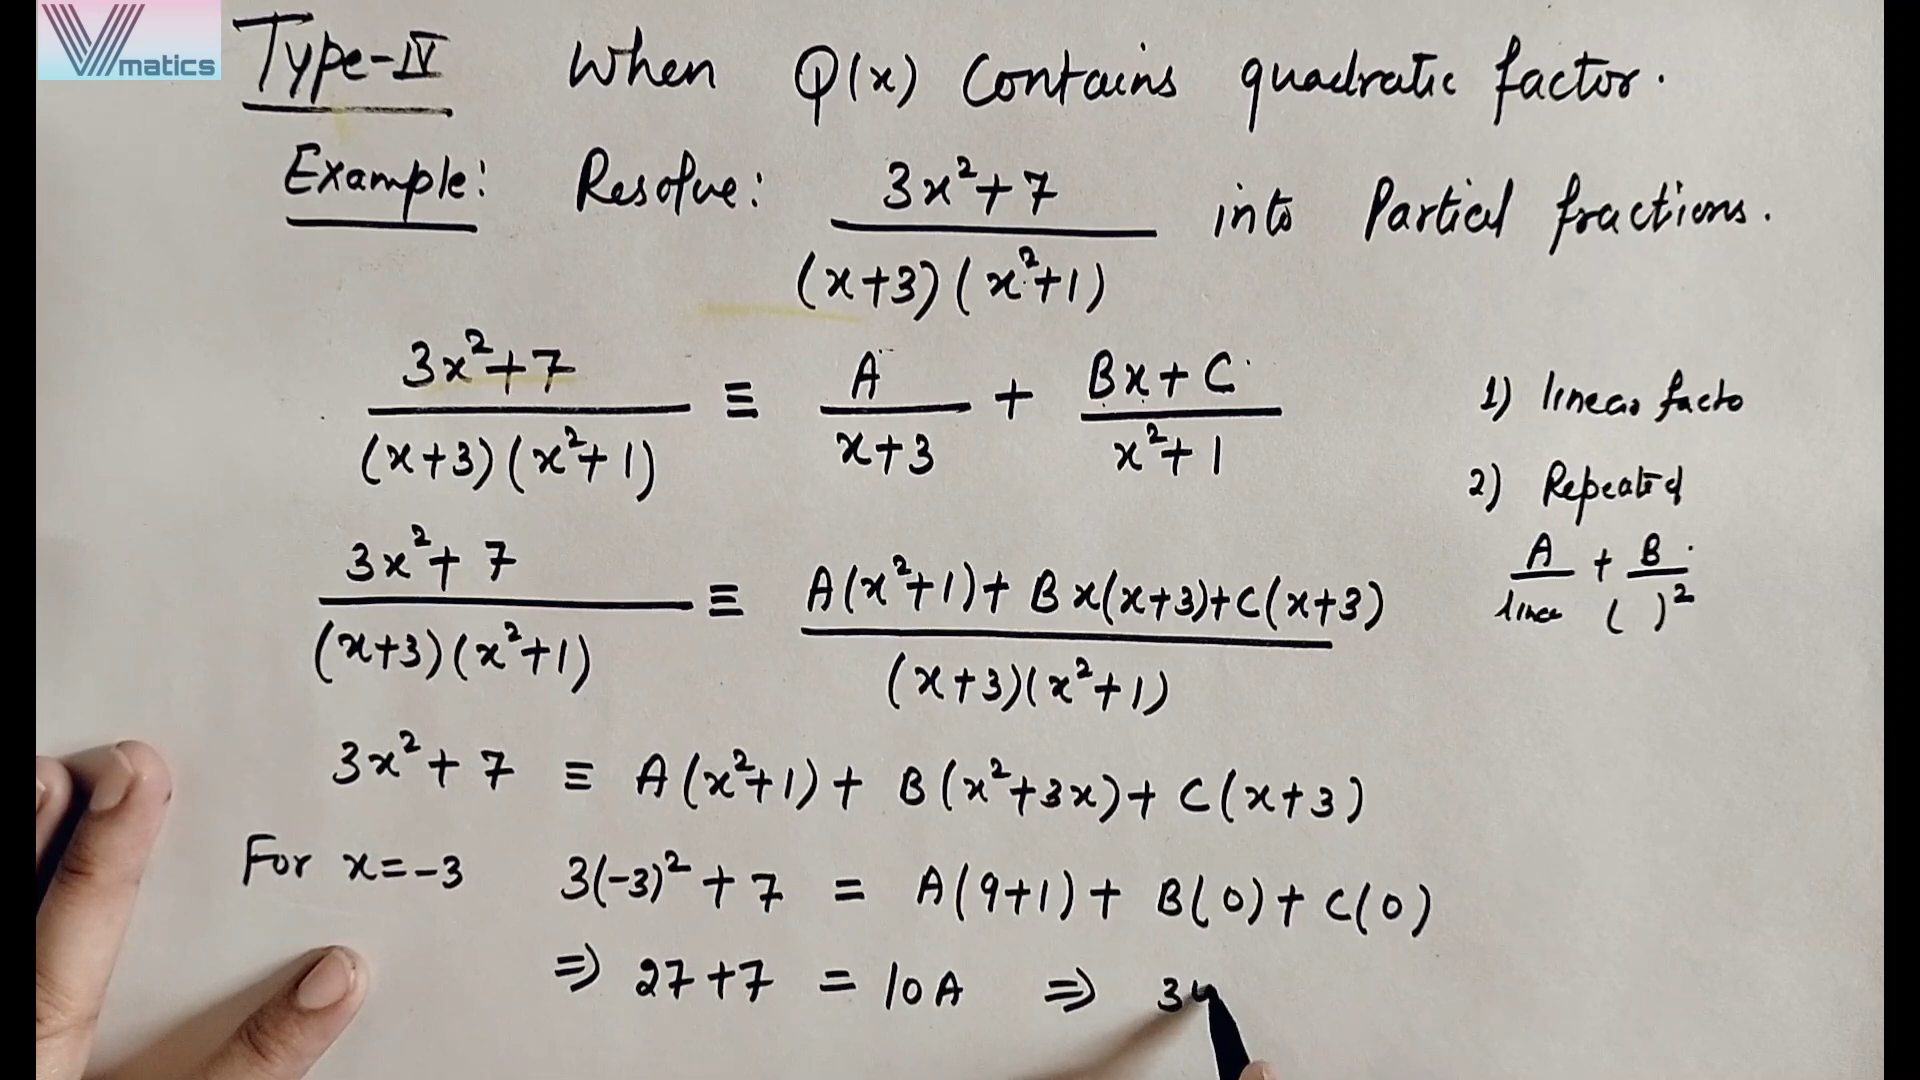 Vmatics
Type-IV When Q(x) Contains quadratic factor.
Example: Resolve: (3x²+7)/((x+3)(x²+1)) into Partial fractions.
(3x²+7)/((x+3)(x²+1)) ≡ A/(x+3) + (Bx+C)/(x²+1)
1) linear facto
2) Repeated
A/linea + B/( )²
(3x²+7)/((x+3)(x²+1)) ≡ (A(x²+1)+Bx(x+3)+C(x+3))/((x+3)(x²+1))
3x²+7 ≡ A(x²+1)+ B(x²+3x)+ C(x+3)
For x=-3 3(-3)²+7 = A(9+1)+ B(0)+ C(0)
⇒ 27+7 = 10A ⇒ 34